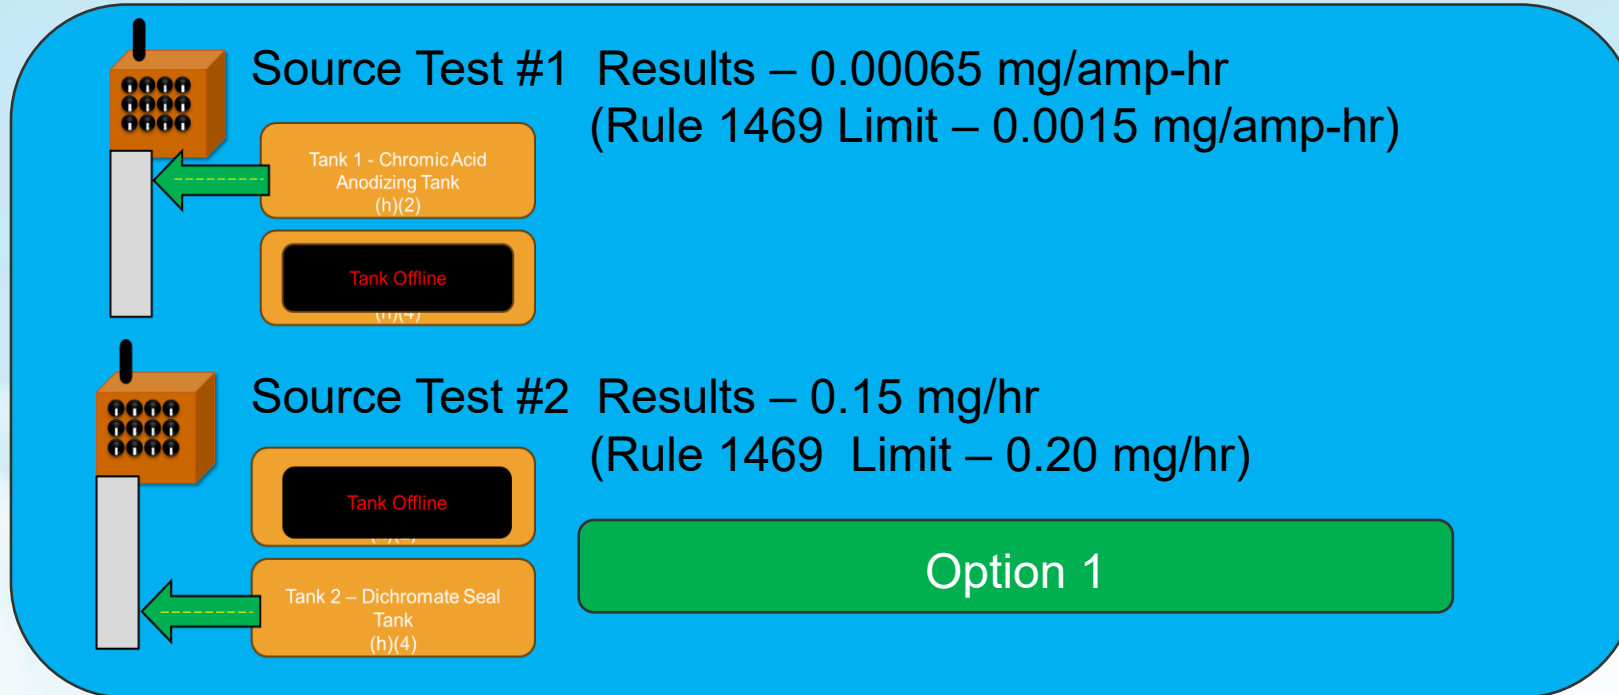 Source Test #1 Results – 0.00065 mg/amp-hr
(Rule 1469 Limit – 0.0015 mg/amp-hr)
Tank 1 - Chromic Acid
Anodizing Tank
(h)(2)
Tank Offline
(h)(4)
Source Test #2 Results – 0.15 mg/hr
(Rule 1469 Limit – 0.20 mg/hr)
Tank Offline
Tank 2 – Dichromate Seal
Tank
(h)(4)
Option 1